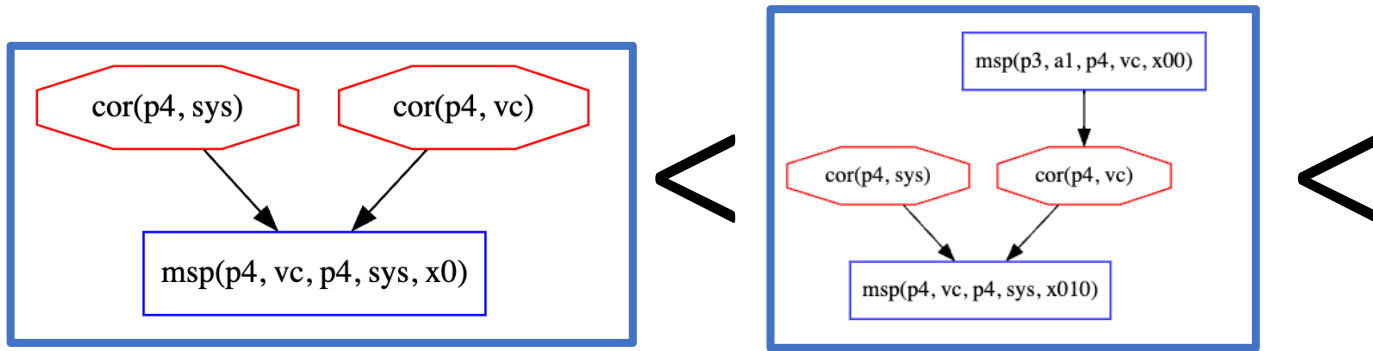 cor(p4, sys)
cor(p4, vc)
msp(p4, vc, p4, sys, x0)
<
msp(p3, a1, p4, vc, x00)
cor(p4, sys)
cor(p4, vc)
msp(p4, vc, p4, sys, x010)
<